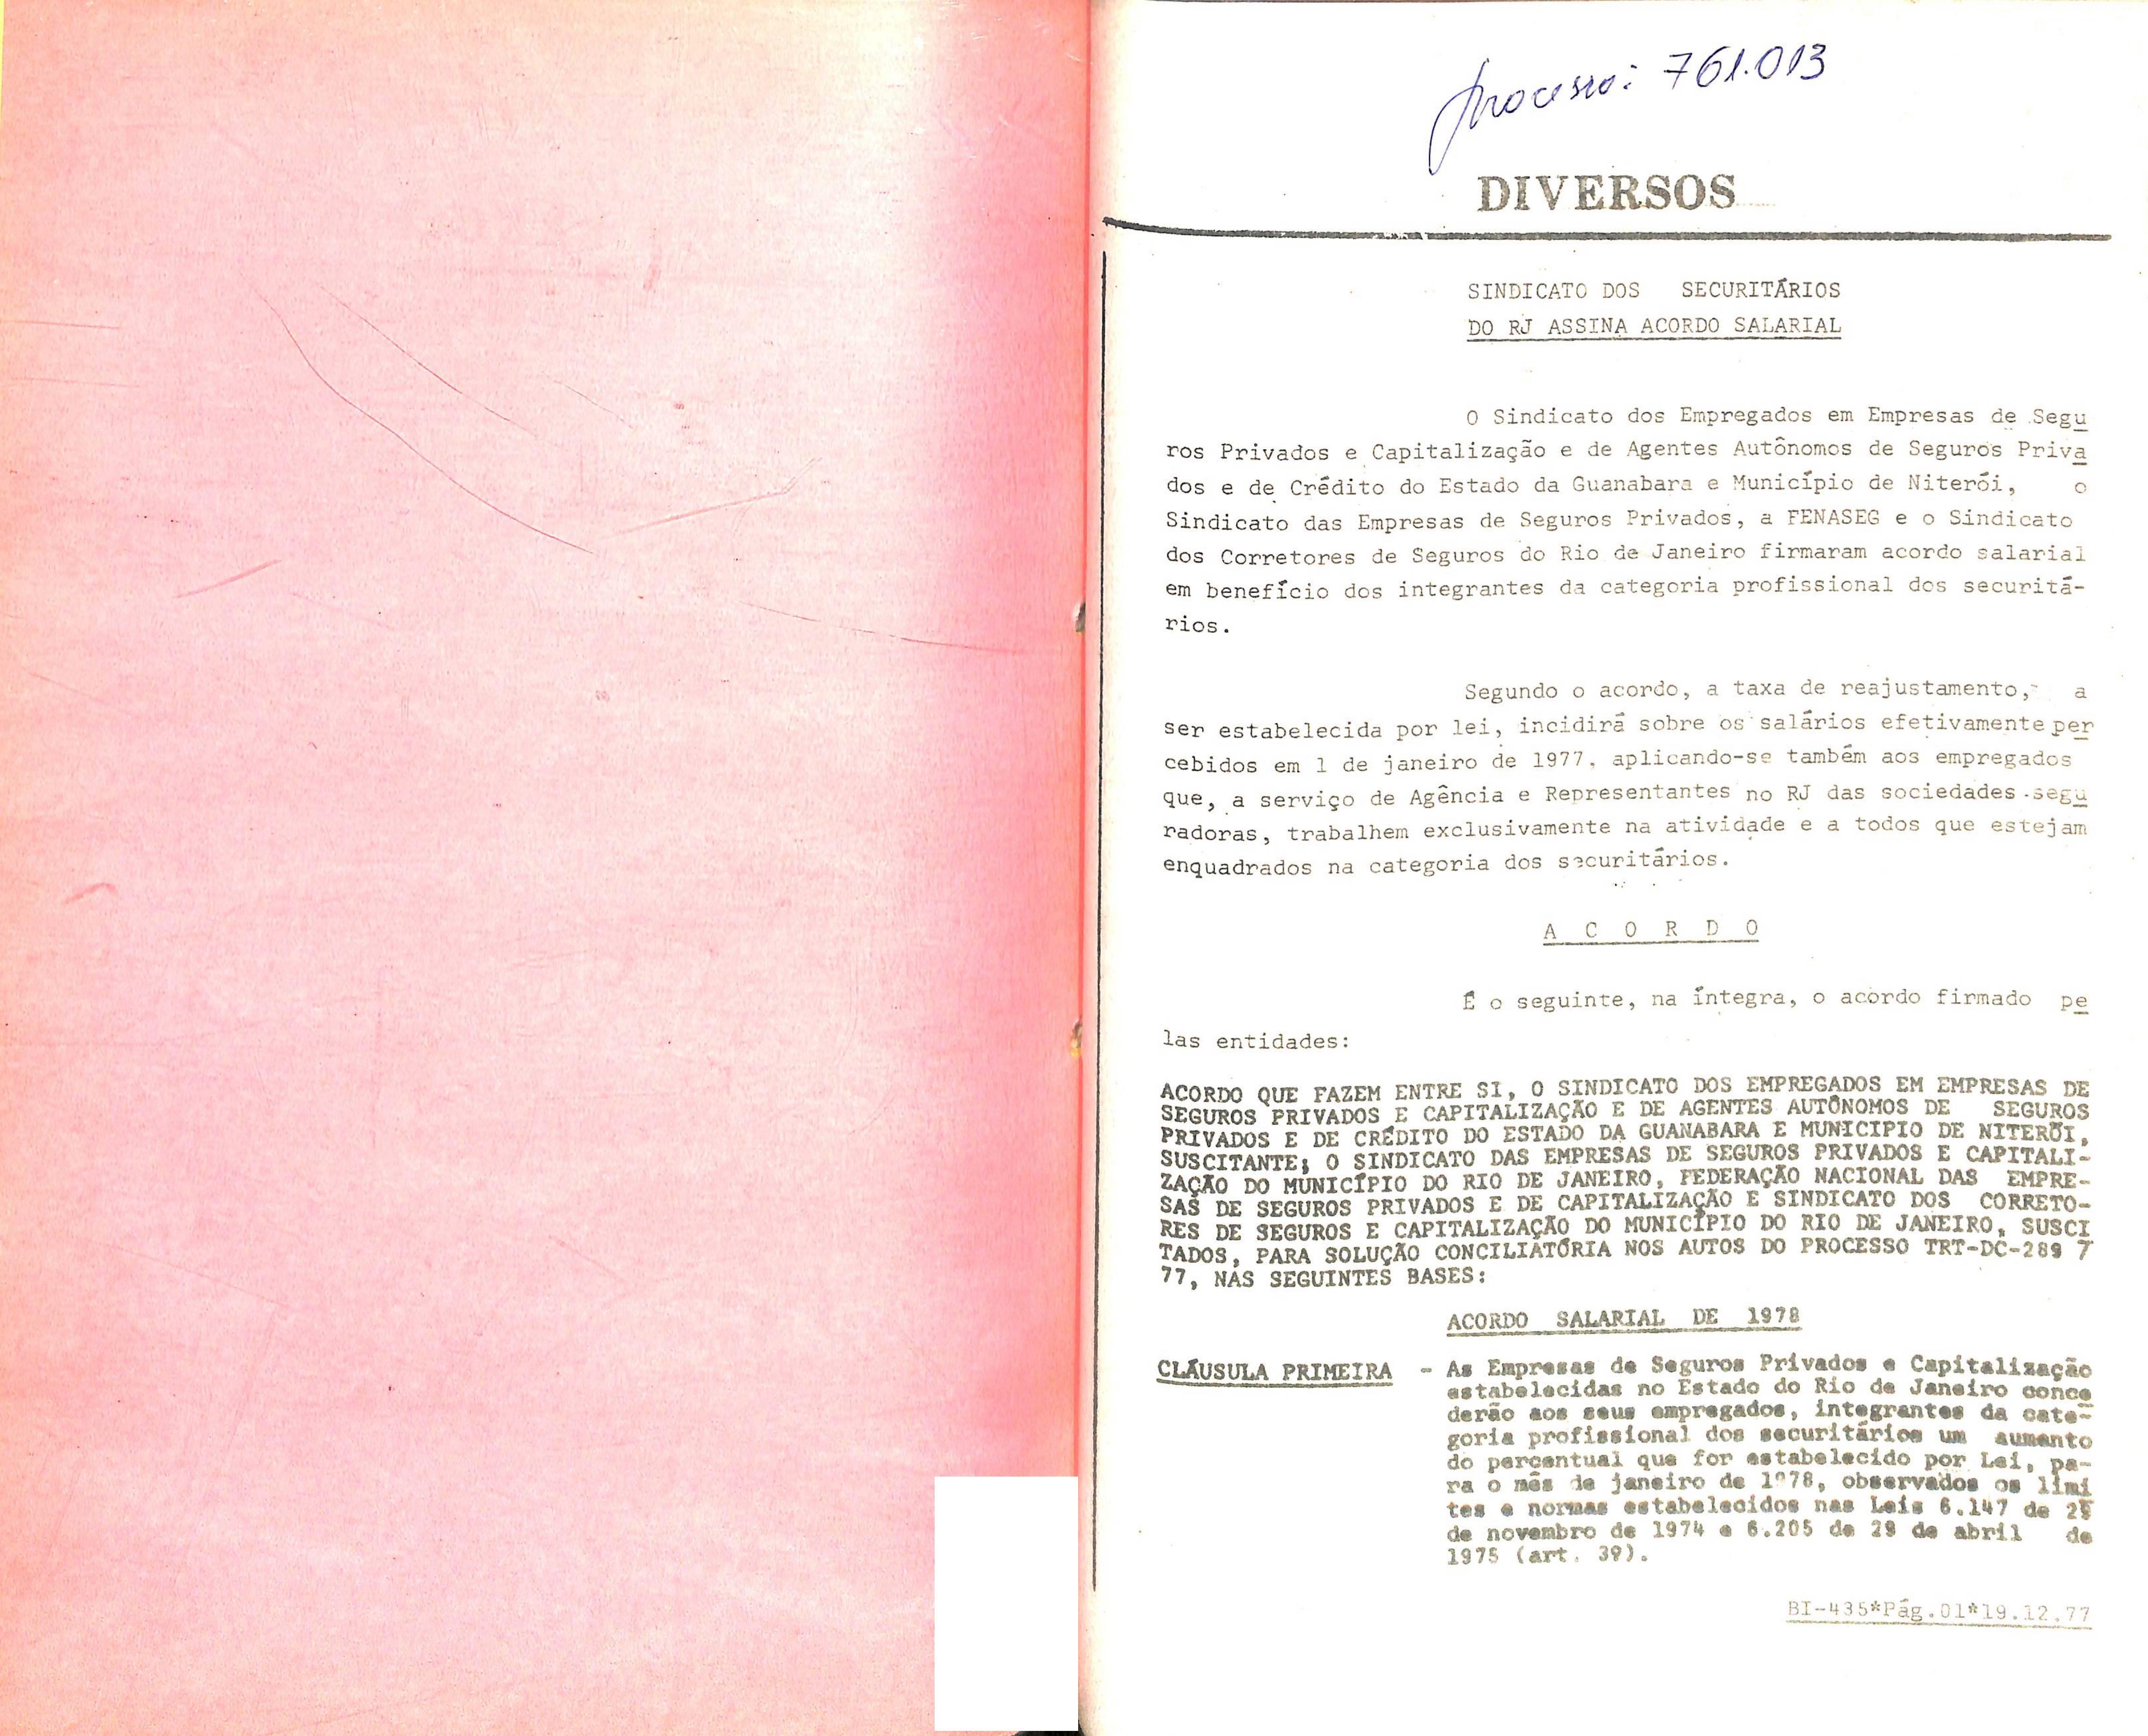 processo: 761.013
DIVERSOS
SINDICATO DOS SECURITÁRIOS
DO RJ ASSINA ACORDO SALARIAL
O Sindicato dos Empregados em Empresas de Segu
ros Privados e Capitalização e de Agentes Autônomos de Seguros Priva
dos e de Crédito do Estado da Guanabara e Município de Niterói, o
Sindicato das Empresas de Seguros Privados, a FENASEG e o Sindicato
dos Corretores de Seguros do Rio de Janeiro firmaram acordo salarial
em benefício dos integrantes da categoria profissional dos securitá-
rios.
Segundo o acordo, a taxa de reajustamento, a
ser estabelecida por lei, incidirá sobre os salários efetivamente per
cebidos em 1 de janeiro de 1977, aplicando-se também aos empregados
que, a serviço de Agência e Representantes no RJ das sociedades segu
radoras, trabalhem exclusivamente na atividade e a todos que estejam
enquadrados na categoria dos securitários.
A C O R D O
É o seguinte, na íntegra, o acordo firmado pe
las entidades:
ACORDO QUE FAZEM ENTRE SI, O SINDICATO DOS EMPREGADOS EM EMPRESAS DE
SEGUROS PRIVADOS E CAPITALIZAÇÃO E DE AGENTES AUTÔNOMOS DE SEGUROS
PRIVADOS E DE CRÉDITO DO ESTADO DA GUANABARA E MUNICIPIO DE NITERÓI,
SUSCITANTE; O SINDICATO DAS EMPRESAS DE SEGUROS PRIVADOS E CAPITALI-
ZAÇÃO DO MUNICÍPIO DO RIO DE JANEIRO, FEDERAÇÃO NACIONAL DAS EMPRE-
SAS DE SEGUROS PRIVADOS E DE CAPITALIZAÇÃO E SINDICATO DOS CORRETO-
RES DE SEGUROS E CAPITALIZAÇÃO DO MUNICÍPIO DO RIO DE JANEIRO, SUSCI
TADOS, PARA SOLUÇÃO CONCILIATÓRIA NOS AUTOS DO PROCESSO TRT-DC-289 7
77, NAS SEGUINTES BASES:
ACORDO SALARIAL DE 1978
CLÁUSULA PRIMEIRA - As Empresas de Seguros Privados e Capitalização
estabelecidas no Estado do Rio de Janeiro conce
derão aos seus empregados, integrantes da cate-
goria profissional dos securitários um aumento
do percentual que for estabelecido por Lei, pa-
ra o mês de janeiro de 1978, observados os limi
tes e normas estabelecidos nas Leis 6.147 de 29
de novembro de 1974 e 6.205 de 29 de abril de
1975 (art. 39).
BI-435*Pág.01*19.12.77